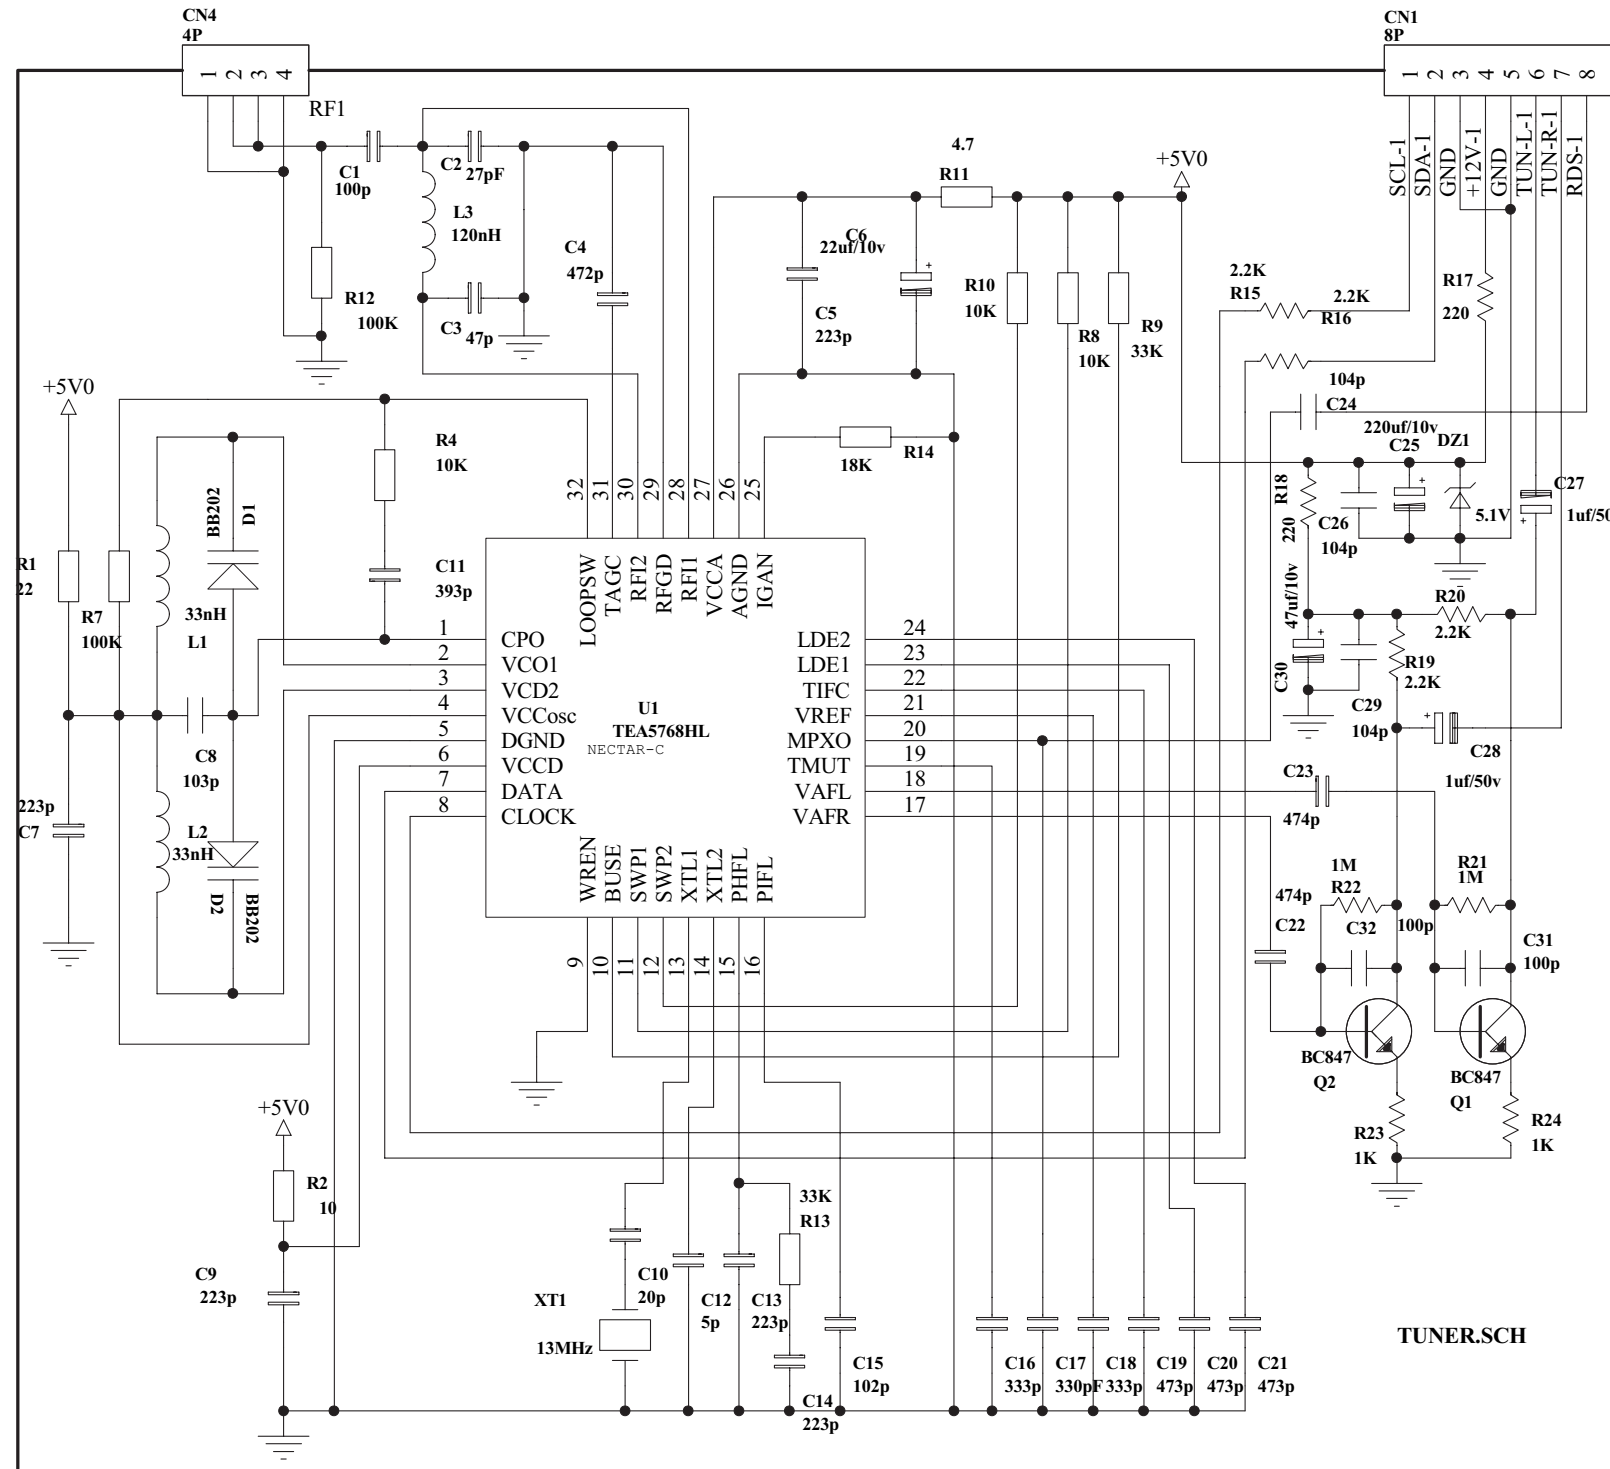 CN4
4P
1 2 3 4
RF1
CN1
8P
1 2 3 4 5 6 7 8
SCL-1
SDA-1
GND
+12V-1
GND
TUN-L-1
TUN-R-1
RDS-1
C1
100p
C2
27pF
L3
120nH
R12
100K
C3
47p
C4
472p
4.7
R11
+5V0
C6
22uf/10v
+
C5
223p
R10
10K
R8
10K
R9
33K
2.2K
R15
2.2K
R16
R17
220
104p
C24
220uf/10v
C25
+
DZ1
5.1V
C27
1uf/50
+
R18
220
C26
104p
+5V0
R4
10K
18K
R14
BB202
D1
R1
22
R7
100K
33nH
L1
C11
393p
32
31
30
29
28
27
26
25
LOOPSW
TAGC
RFI2
RFGD
RFI1
VCCA
AGND
IGAN
1 CPO
2 VCO1
3 VCD2
4 VCCosc
5 DGND
6 VCCD
7 DATA
8 CLOCK
U1
TEA5768HL
NECTAR-C
LDE2 24
LDE1 23
TIFC 22
VREF 21
MPXO 20
TMUT 19
VAFL 18
VAFR 17
WREN
BUSE
SWP1
SWP2
XTL1
XTL2
PHFL
PIFL
9
10
11
12
13
14
15
16
47uf/10v
+
C30
R20
2.2K
R19
2.2K
C29
104p
+
C28
1uf/50v
C8
103p
223p
C7
L2
33nH
D2
BB202
C23
474p
1M
R22
R21
1M
474p
C22
C32
100p
C31
100p
BC847
Q2
BC847
Q1
R23
1K
R24
1K
+5V0
R2
10
C9
223p
XT1
13MHz
C10
20p
C12
5p
33K
R13
C13
223p
C14
223p
C15
102p
C16
333p
C17
330pF
C18
333p
C19
473p
C20
473p
C21
473p
TUNER.SCH